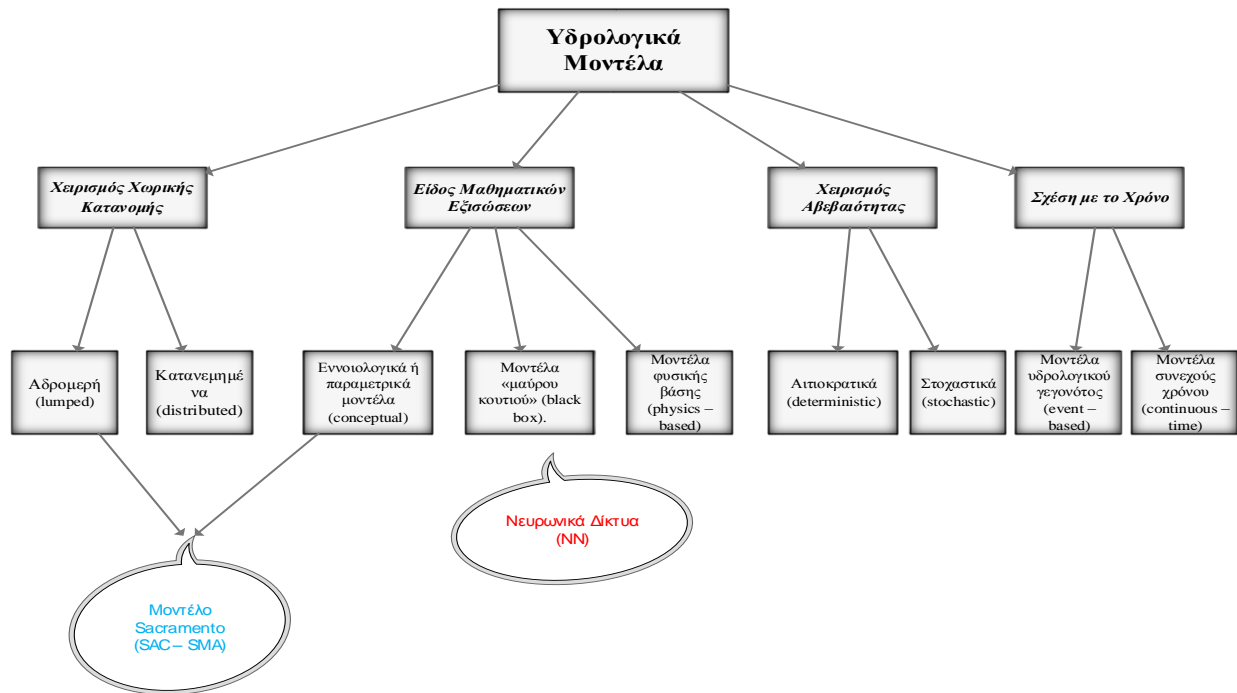 Υδρολογικά
Μοντέλα
Χειρισμός Χωρικής
Κατανομής
Είδος Μαθηματικών
Εξισώσεων
Χειρισμός
Αβεβαιότητας
Σχέση με το Χρόνο
Αδρομερή
(lumped)
Κατανεμημέ
να
(distributed)
Εννοιολογικά ή
παραμετρικά
μοντέλα
(conceptual)
Μοντέλα
«μαύρου
κουτιού» (black
box).
Μοντέλα
φυσικής
βάσης
(physics –
based)
Αιτιοκρατικά
(deterministic)
Στοχαστικά
(stochastic)
Μοντέλα
υδρολογικού
γεγονότος
(event –
based)
Μοντέλα
συνεχούς
χρόνου
(continuous –
time)
Νευρωνικά Δίκτυα
(NN)
Μοντέλο
Sacramento
(SAC – SMA)